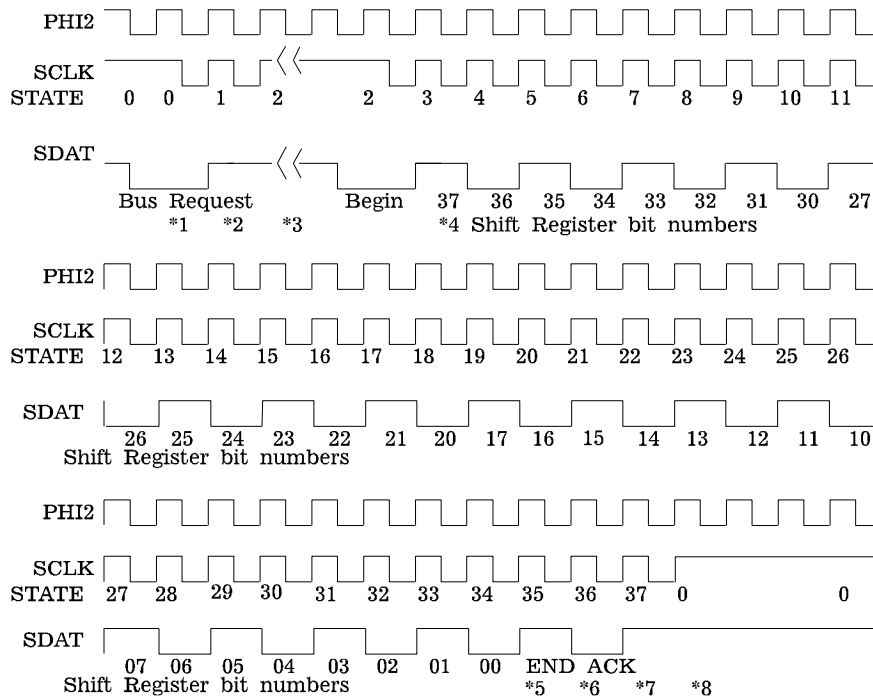 PHI2
SCLK
STATE 0 0 1 2 2 3 4 5 6 7 8 9 10 11
SDAT
Bus Request Begin 37 36 35 34 33 32 31 30 27
*1 *2 *3 *4 Shift Register bit numbers
PHI2
SCLK
STATE 12 13 14 15 16 17 18 19 20 21 22 23 24 25 26
SDAT
26 25 24 23 22 21 20 17 16 15 14 13 12 11 10
Shift Register bit numbers
PHI2
SCLK
STATE 27 28 29 30 31 32 33 34 35 36 37 0 0
SDAT
07 06 05 04 03 02 01 00 END ACK
Shift Register bit numbers *5 *6 *7 *8